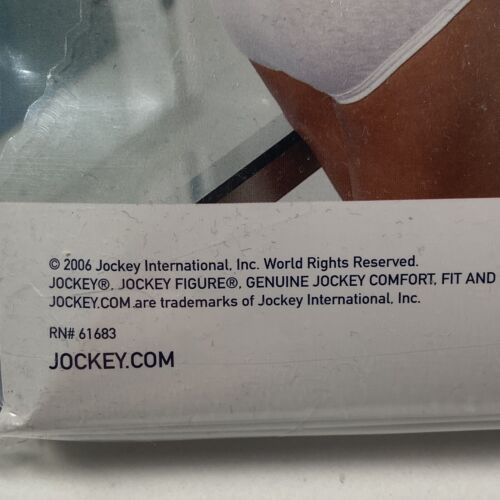 © 2006 Jockey International, Inc. World Rights Reserved.
JOCKEY®, JOCKEY FIGURE®, GENUINE JOCKEY COMFORT, FIT AND
JOCKEY.COM are trademarks of Jockey International, Inc.
RN# 61683
JOCKEY.COM